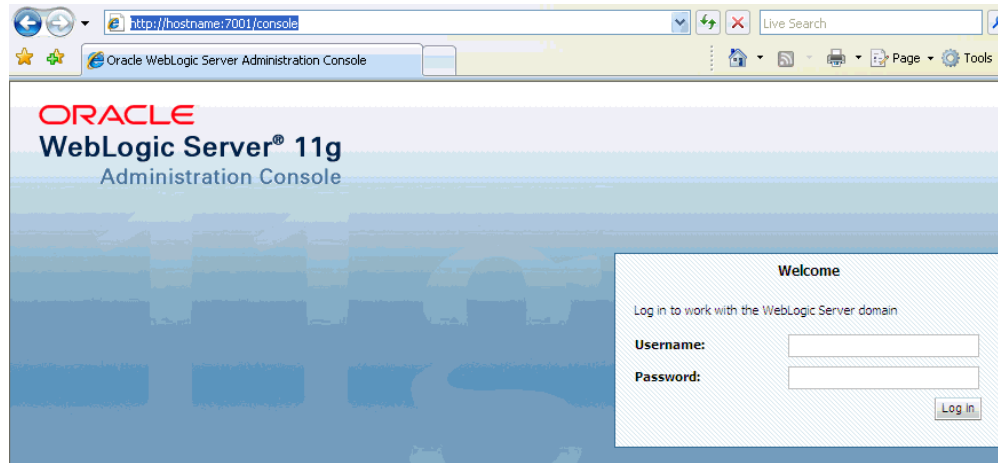 http://hostname:7001/console
Live Search
Oracle WebLogic Server Administration Console
Page
Tools
ORACLE
WebLogic Server® 11g
Administration Console
Welcome
Log in to work with the WebLogic Server domain
Username:
Password:
Log In